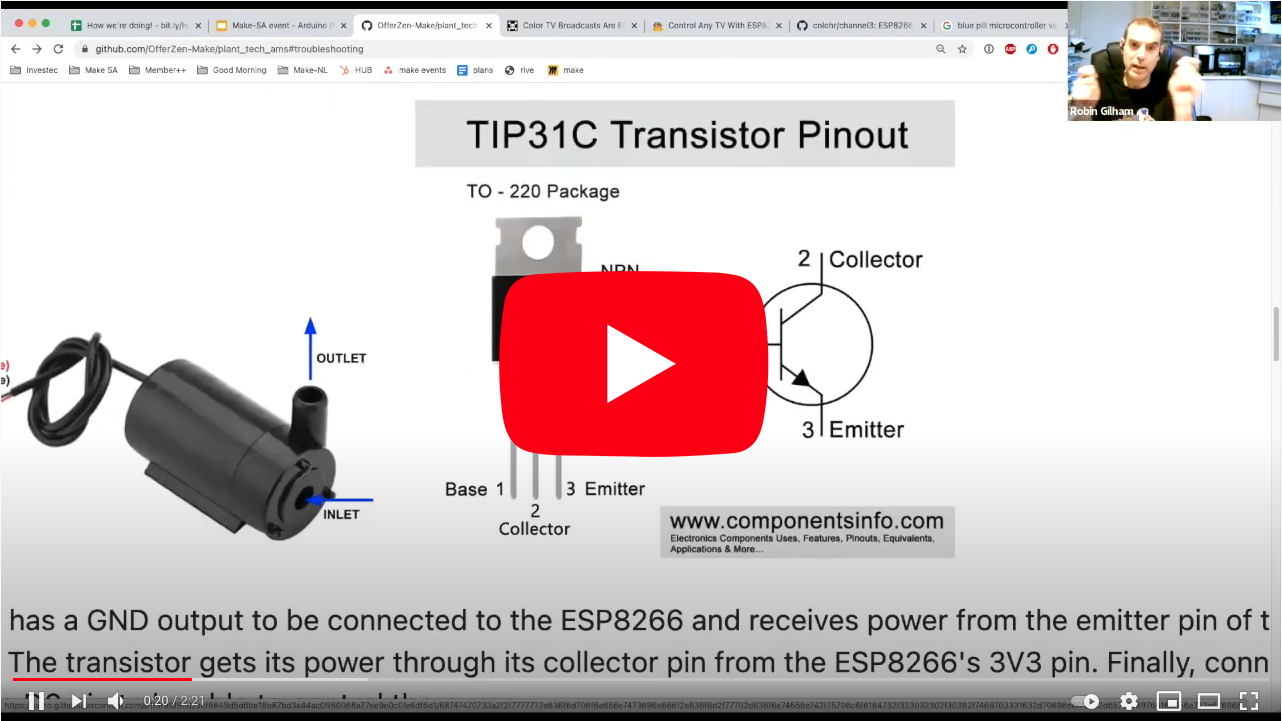 How we're doing! - bit.ly/h
Make-SA event - Arduino P
OfferZen-Make/plant_tech
Color TV Broadcasts Are E
Control Any TV With ESP8
cnlohr/channel3: ESP8266
blue pill microcontroller v
github.com/OfferZen-Make/plant_tech_ams#troubleshooting
ABP
Investec
Make SA
Member++
Good Morning
Make-NL
HUB
make events
plans
rive
make
Robin Gilham
TIP31C Transistor Pinout
TO - 220 Package
NPN
2 Collector
OUTLET
e)
e)
3 Emitter
INLET
Base 1
3 Emitter
2
Collector
www.componentsinfo.com
Electronics Components Uses, Features, Pinouts, Equivalents,
Applications & More...
has a GND output to be connected to the ESP8266 and receives power from the emitter pin of t
The transistor gets its power through its collector pin from the ESP8266's 3V3 pin. Finally, conn
0:20 / 2:21